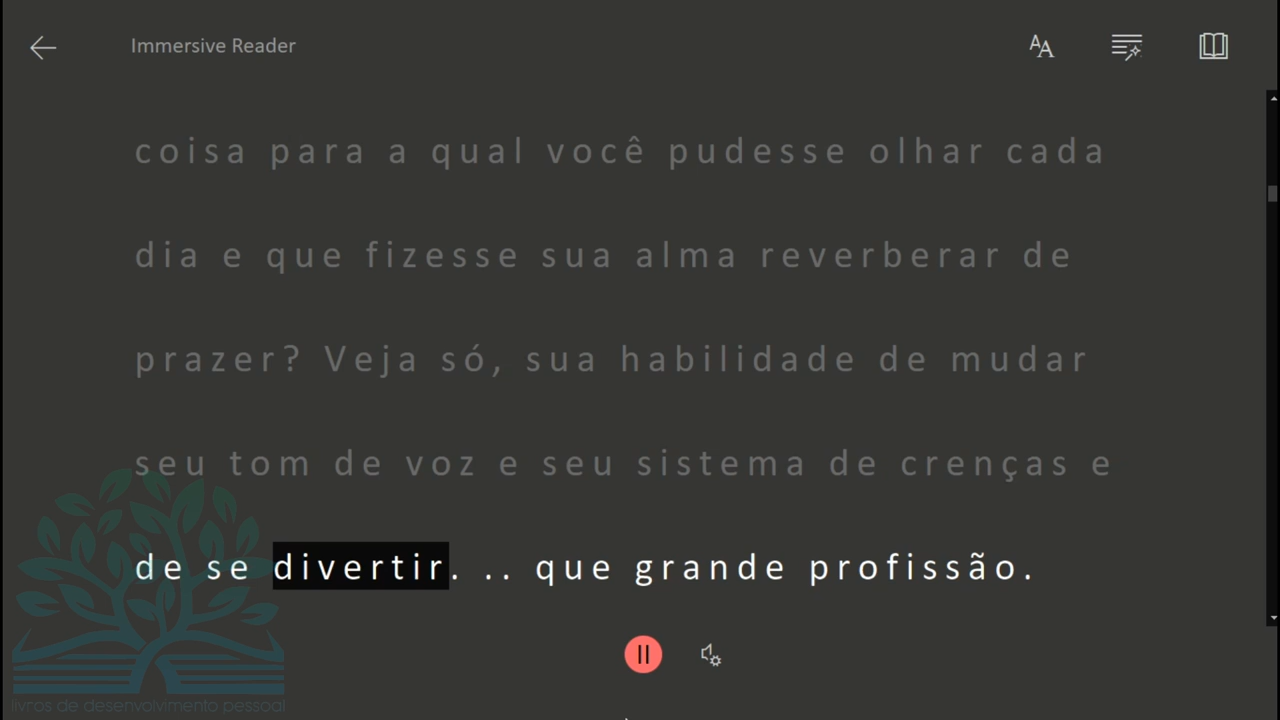 Immersive Reader
coisa para a qual você pudesse olhar cada
dia e que fizesse sua alma reverberar de
prazer? Veja só, sua habilidade de mudar
seu tom de voz e seu sistema de crenças e
de se divertir. .. que grande profissão.
livros de desenvolvimento pessoal